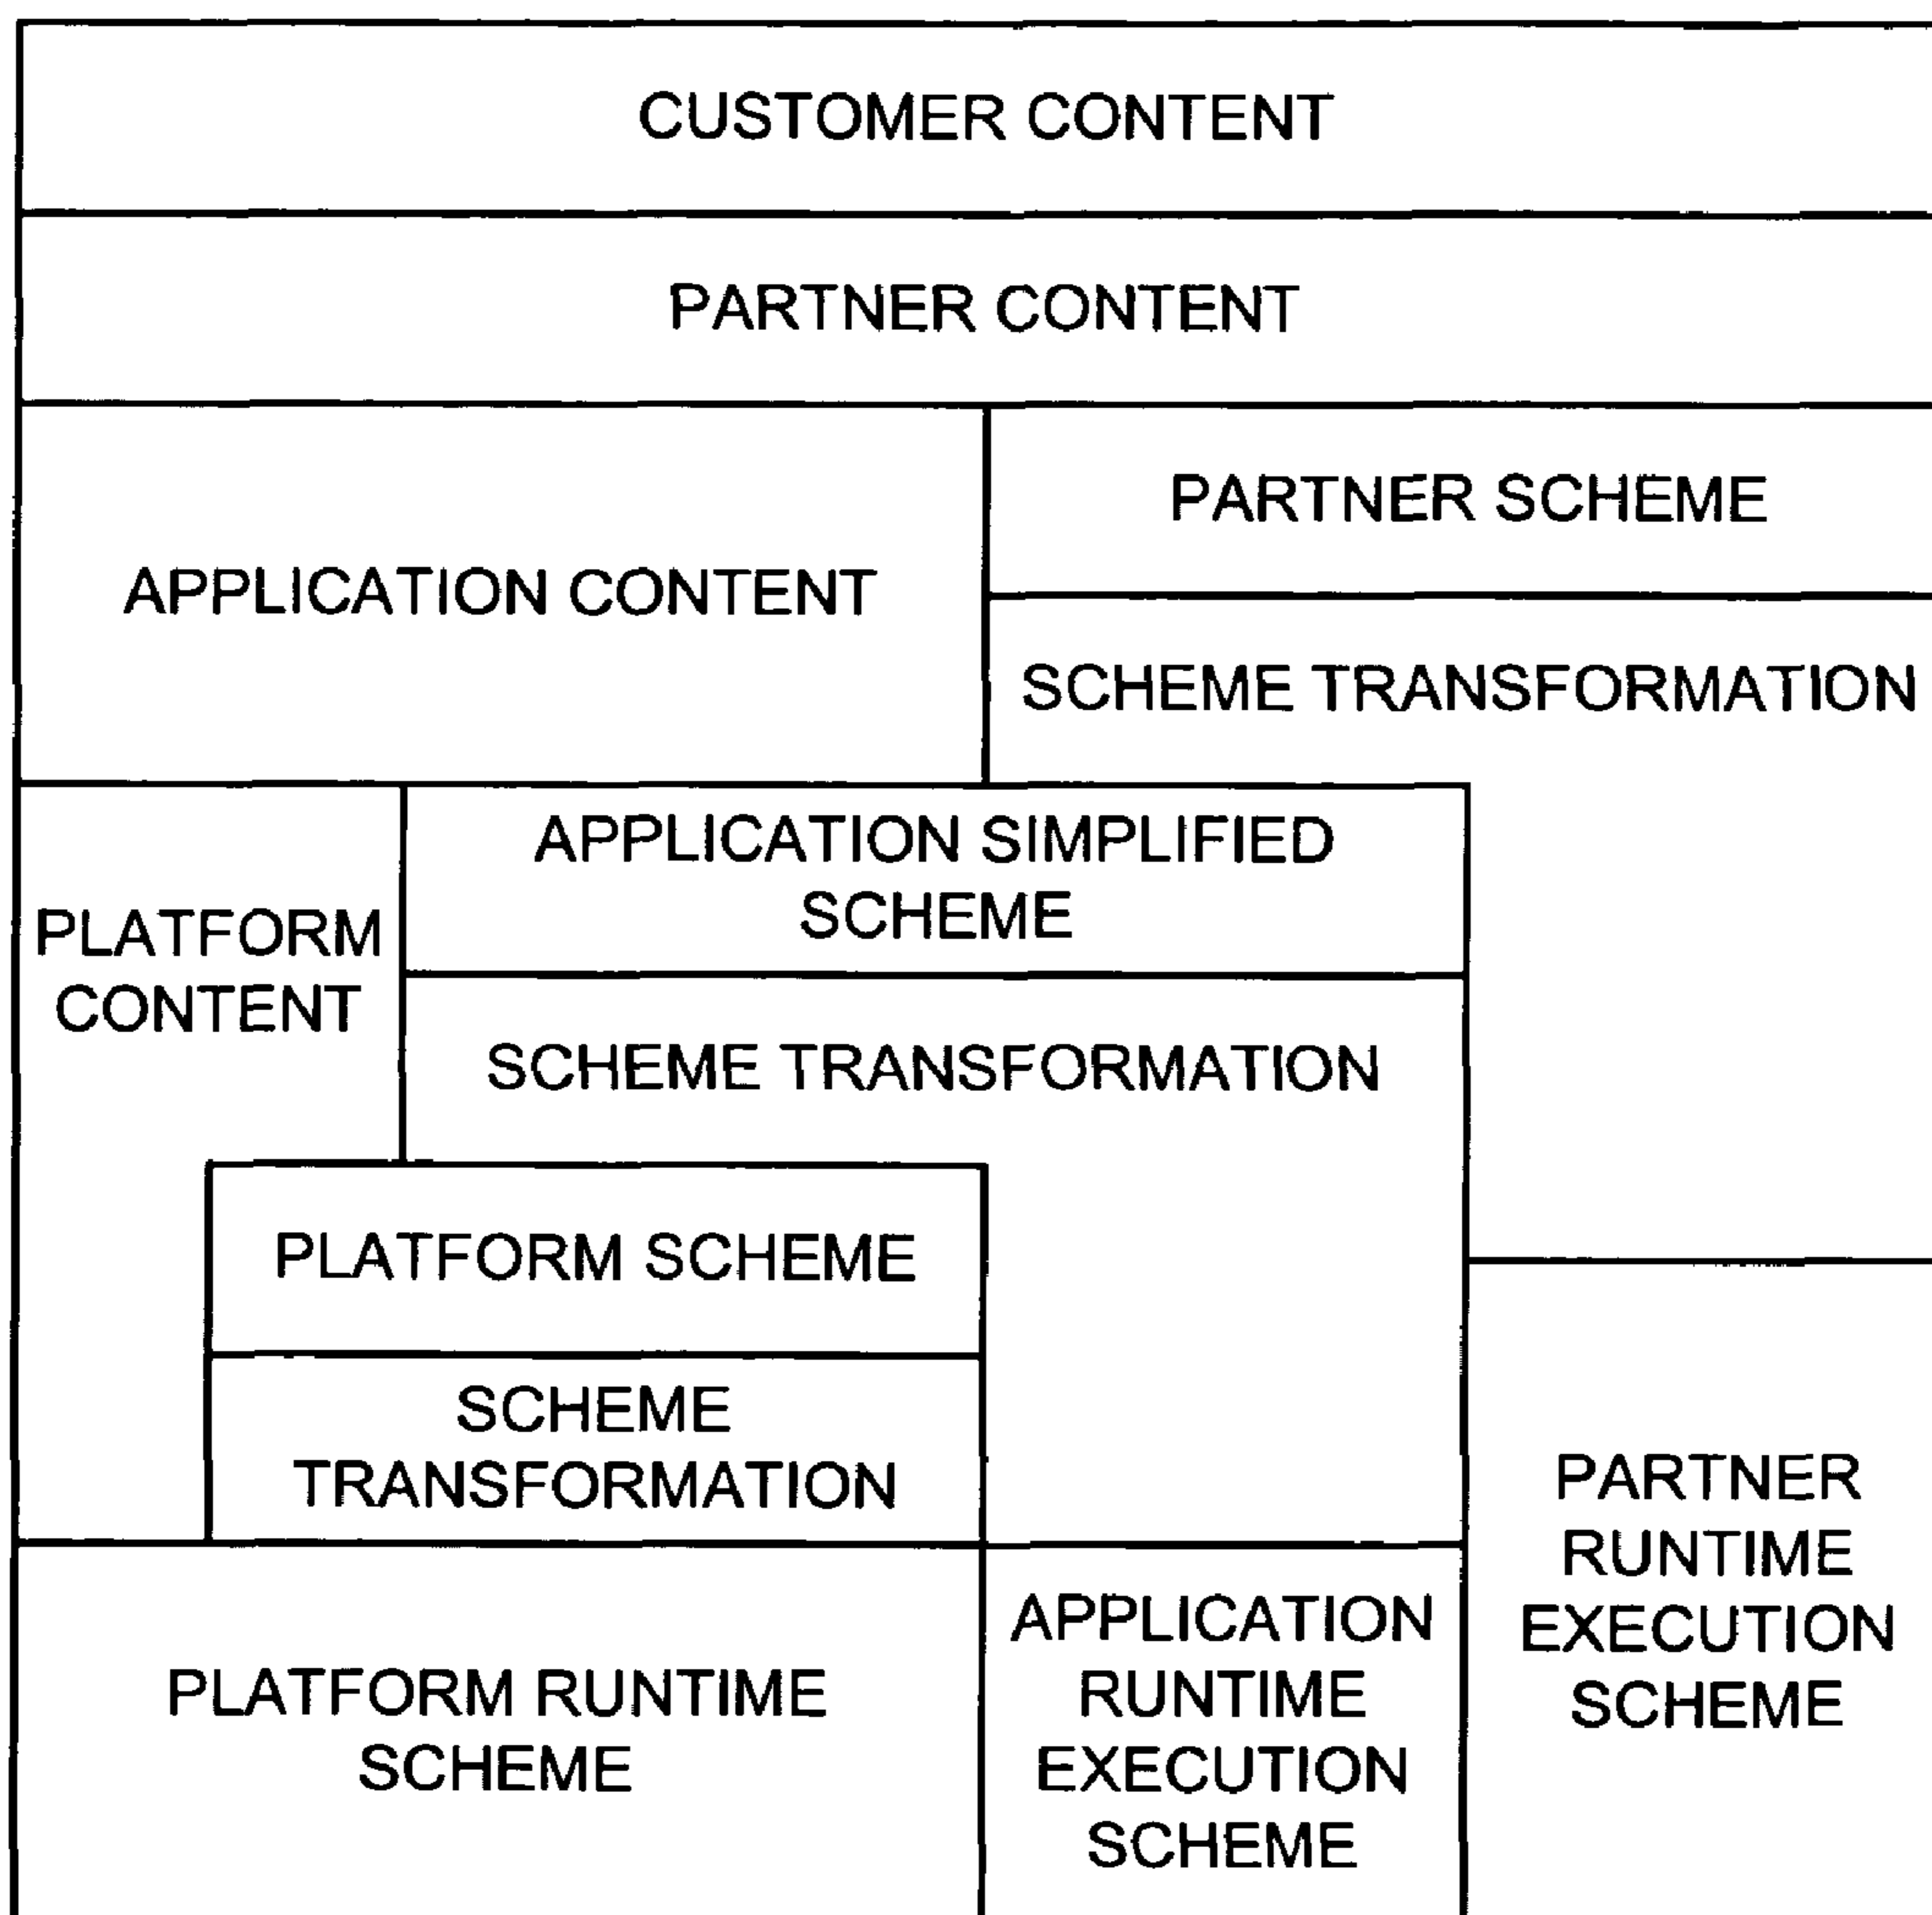 CUSTOMER CONTENT
PARTNER CONTENT
APPLICATION CONTENT
PARTNER SCHEME
SCHEME TRANSFORMATION
PLATFORM
CONTENT
APPLICATION SIMPLIFIED
SCHEME
SCHEME TRANSFORMATION
PLATFORM SCHEME
SCHEME
TRANSFORMATION
PLATFORM RUNTIME
SCHEME
APPLICATION
RUNTIME
EXECUTION
SCHEME
PARTNER
RUNTIME
EXECUTION
SCHEME